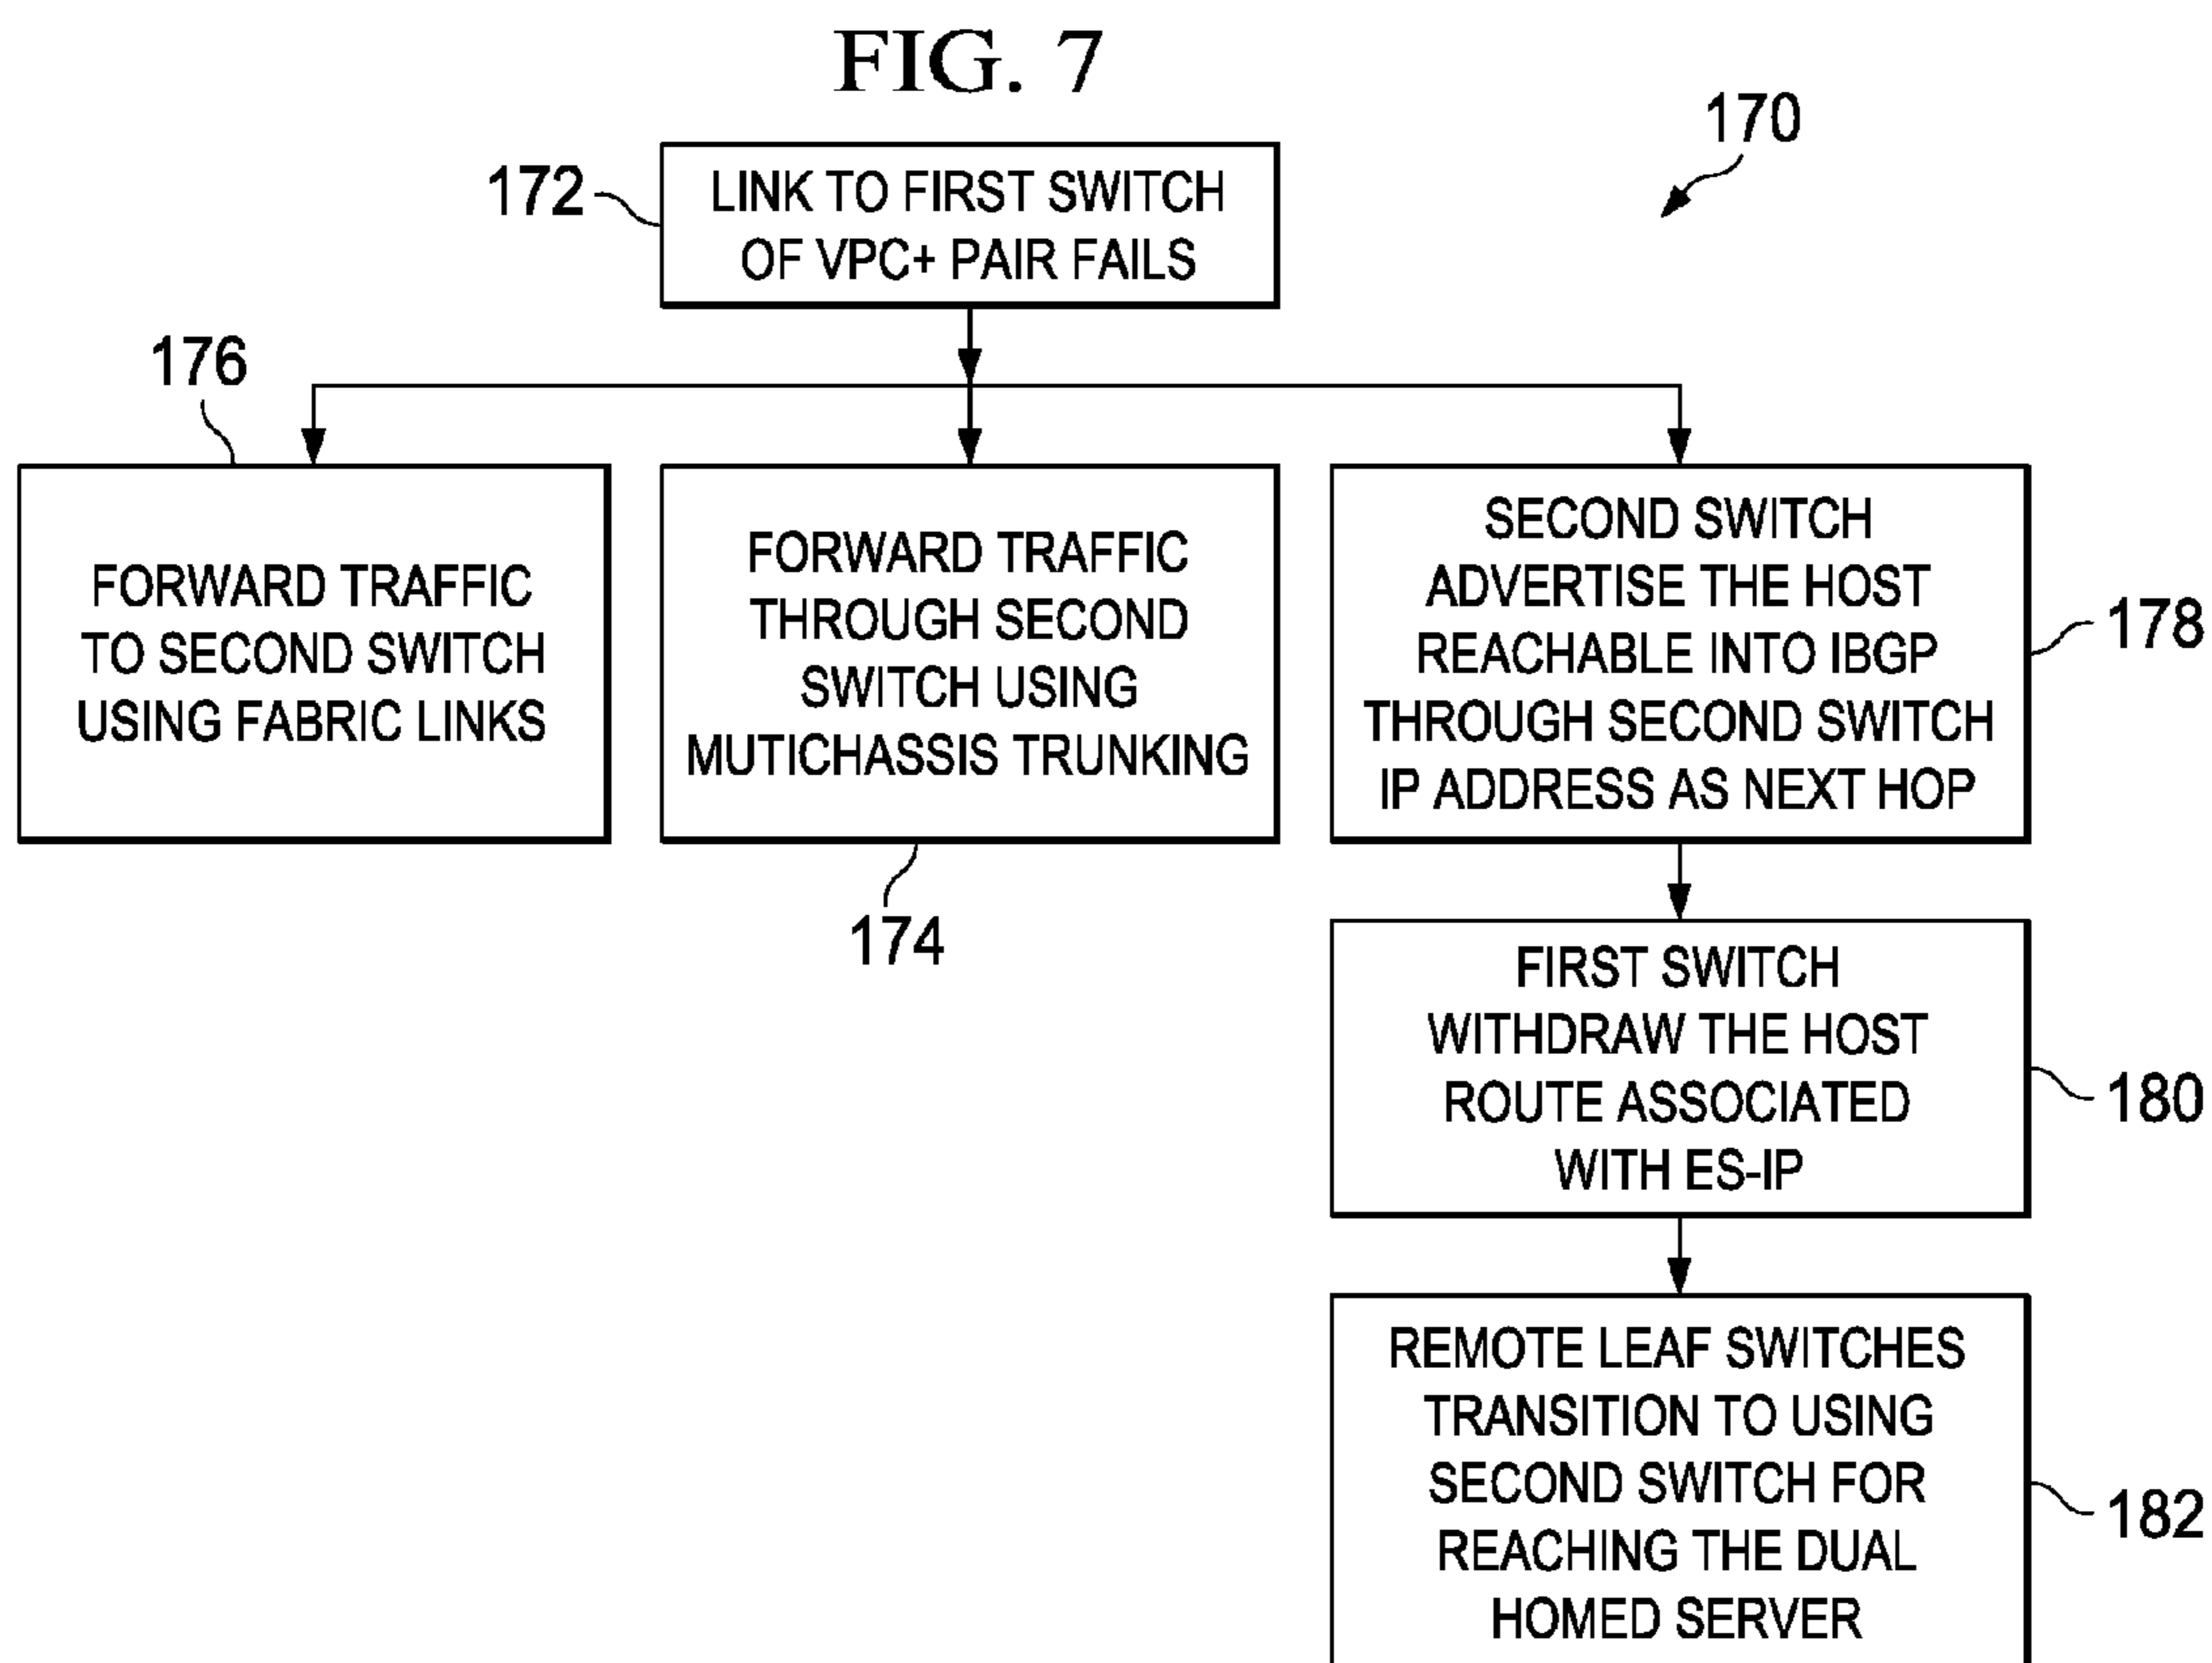 FIG. 7
170
172
LINK TO FIRST SWITCH
OF VPC+ PAIR FAILS
176
FORWARD TRAFFIC
TO SECOND SWITCH
USING FABRIC LINKS
FORWARD TRAFFIC
THROUGH SECOND
SWITCH USING
MUTICHASSIS TRUNKING
174
SECOND SWITCH
ADVERTISE THE HOST
REACHABLE INTO IBGP
THROUGH SECOND SWITCH
IP ADDRESS AS NEXT HOP
178
FIRST SWITCH
WITHDRAW THE HOST
ROUTE ASSOCIATED
WITH ES-IP
180
REMOTE LEAF SWITCHES
TRANSITION TO USING
SECOND SWITCH FOR
REACHING THE DUAL
HOMED SERVER
182